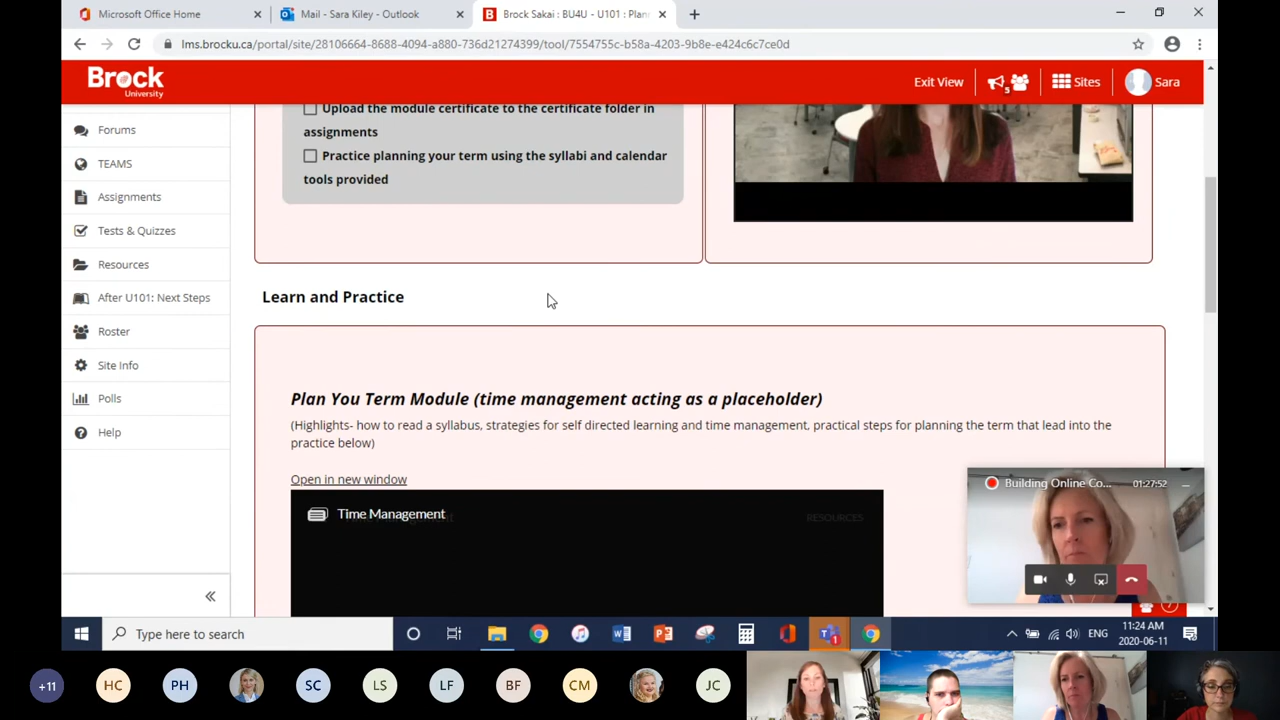 Microsoft Office Home
Mail - Sara Kiley - Outlook
Brock Sakai : BU4U - U101 : Plan
lms.brocku.ca/portal/site/28106664-8688-4094-a880-736d21274399/tool/7554755c-b58a-4203-9b8e-e424c6c7ce0d
Brock
University
Exit View
5
Sites
Sara
Forums
TEAMS
Assignments
Tests & Quizzes
Resources
After U101: Next Steps
Roster
Site Info
Polls
Help
Upload the module certificate to the certificate folder in
assignments
Practice planning your term using the syllabi and calendar
tools provided
Learn and Practice
Plan You Term Module (time management acting as a placeholder)
(Highlights- how to read a syllabus, strategies for self directed learning and time management, practical steps for planning the term that lead into the
practice below)
Open in new window
Time Management
RESOURCES
Building Online Co...
01:27:52
Type here to search
ENG
11:24 AM
2020-06-11
+11
HC
PH
SC
LS
LF
BF
CM
JC